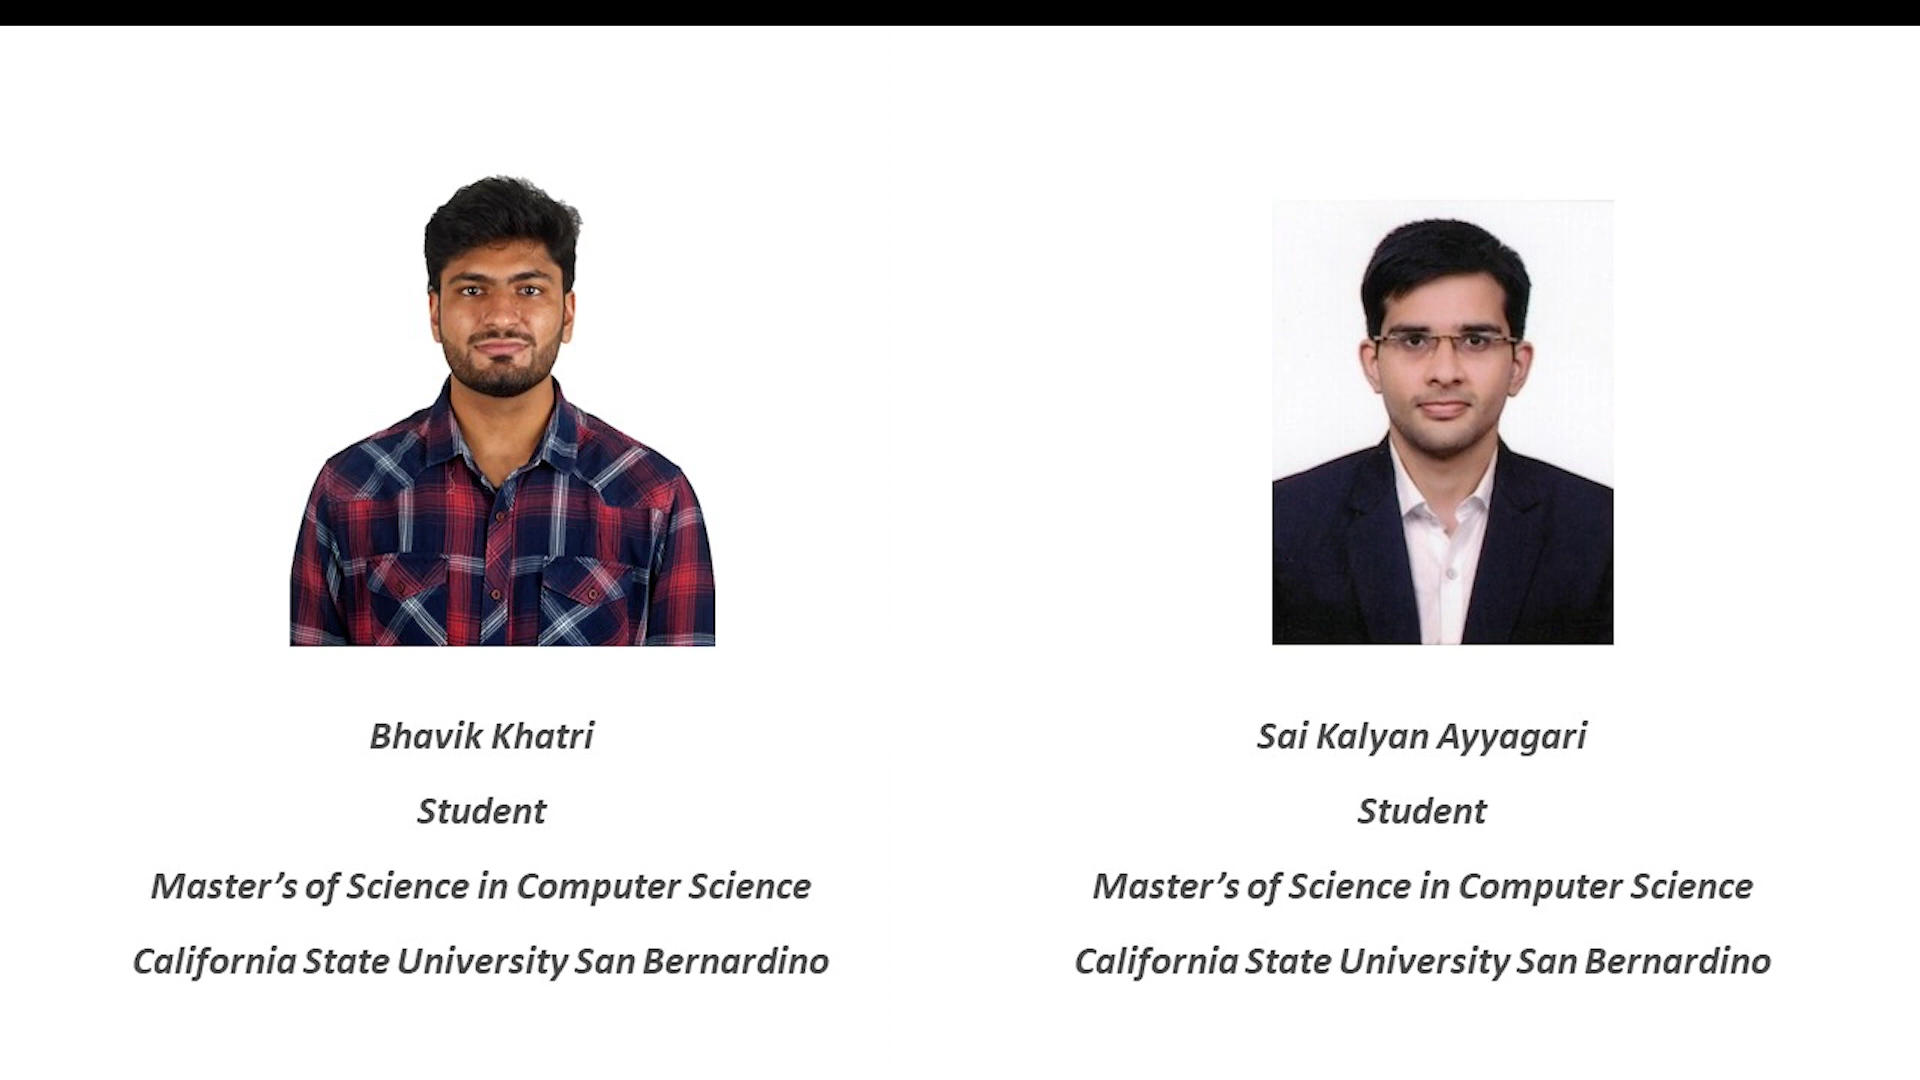 Bhavik Khatri
Student
Master’s of Science in Computer Science
California State University San Bernardino
Sai Kalyan Ayyagari
Student
Master’s of Science in Computer Science
California State University San Bernardino